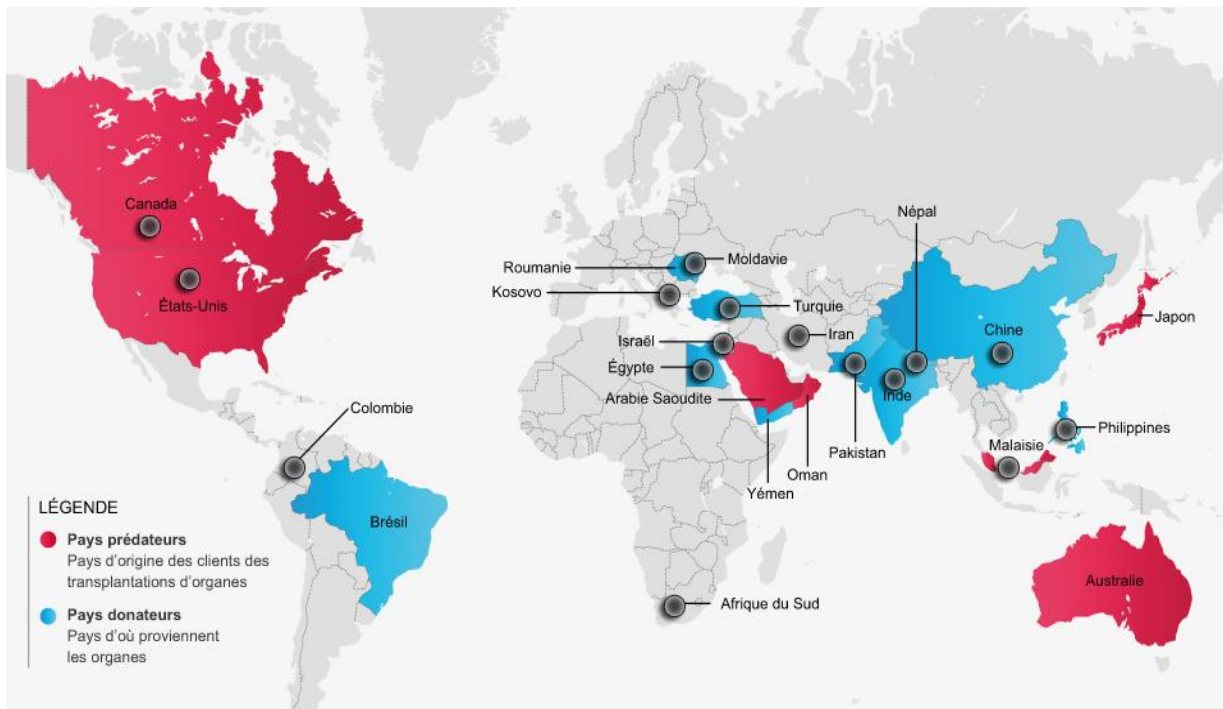 Canada
États-Unis
Colombie
Brésil
Roumanie
Moldavie
Kosovo
Turquie
Israël
Iran
Égypte
Arabie Saoudite
Yémen
Oman
Pakistan
Népal
Inde
Chine
Japon
Philippines
Malaisie
Australie
Afrique du Sud
LÉGENDE
Pays prédateurs
Pays d'origine des clients des
transplantations d'organes
Pays donateurs
Pays d'où proviennent
les organes